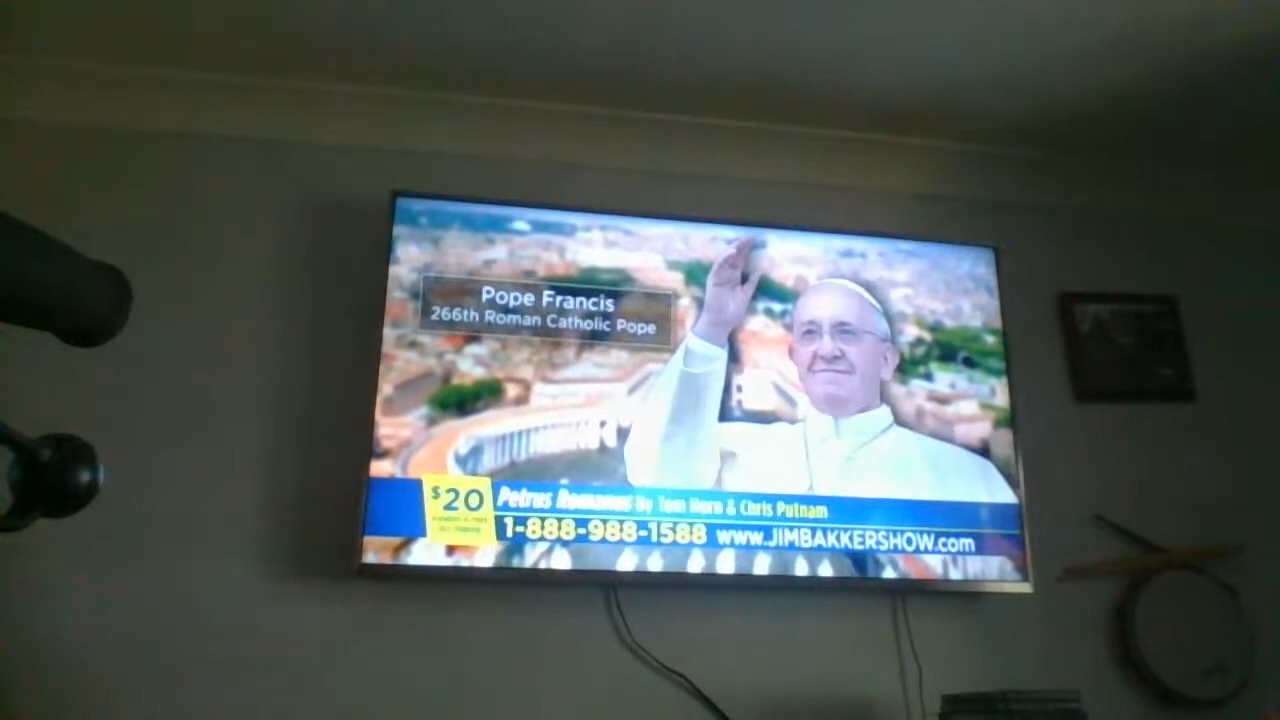 Pope Francis
266th Roman Catholic Pope
$20
Petrus Romanus By Tom Horn & Chris Putnam
1-888-988-1588 www.JIMBAKKERSHOW.com